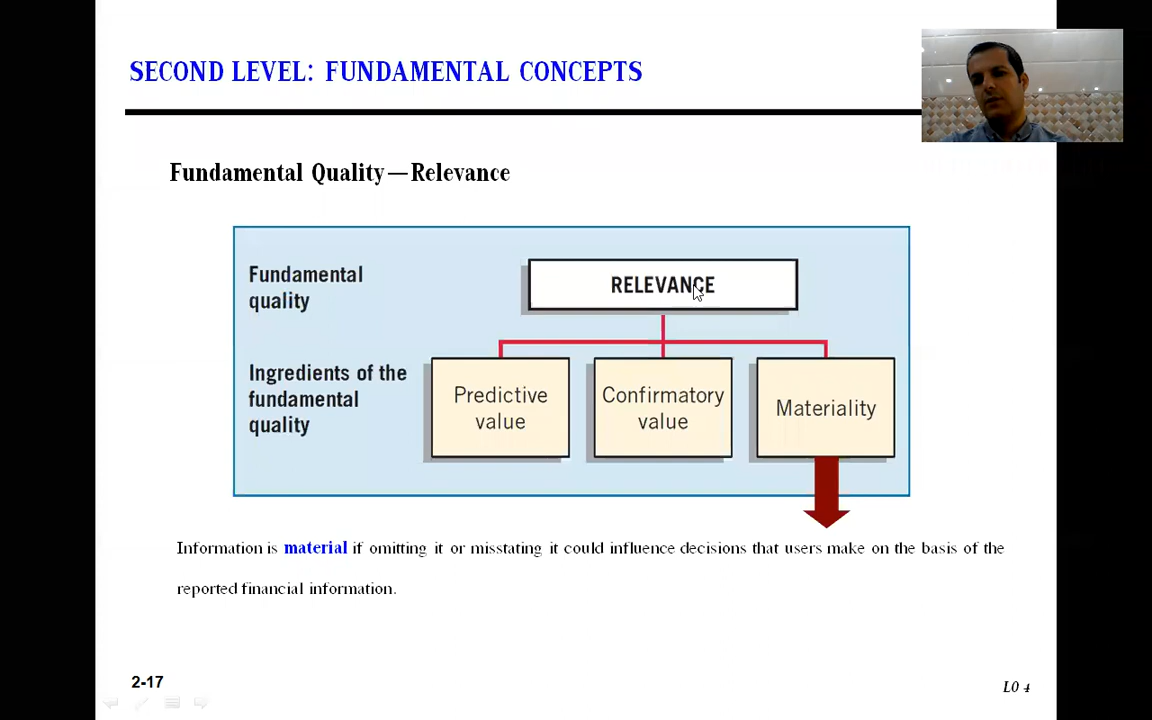 SECOND LEVEL: FUNDAMENTAL CONCEPTS
Fundamental Quality—Relevance
Fundamental
quality
RELEVANCE
Ingredients of the
fundamental
quality
Predictive
value
Confirmatory
value
Materiality
Information is material if omitting it or misstating it could influence decisions that users make on the basis of the
reported financial information.
2-17
LO 4